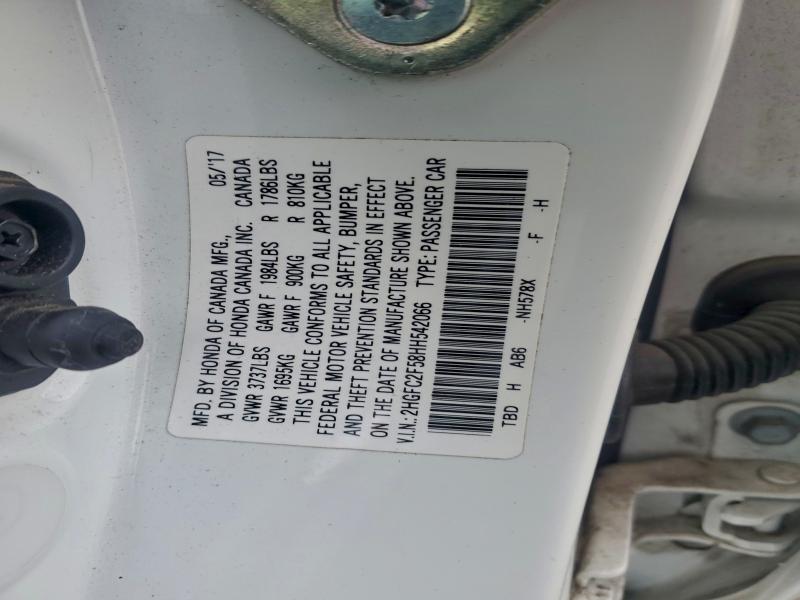 MFD. BY HONDA OF CANADA MFG., 05/'17
A DIVISION OF HONDA CANADA INC. CANADA
GVWR 3737LBS GAWR F 1984LBS R 1786LBS
GVWR 1695KG GAWR F 900KG R 810KG
THIS VEHICLE CONFORMS TO ALL APPLICABLE
FEDERAL MOTOR VEHICLE SAFETY, BUMPER,
AND THEFT PREVENTION STANDARDS IN EFFECT
ON THE DATE OF MANUFACTURE SHOWN ABOVE.
V.I.N.: 2HGFC2F58HH542066 TYPE: PASSENGER CAR
TBD H AB6 -NH578X -F -H